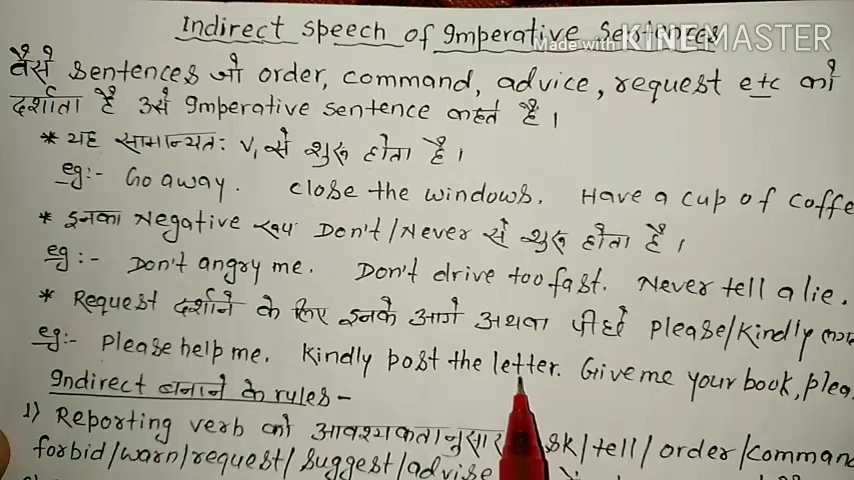 Indirect speech of Imperative Sentences
Made with KINEMASTER
वैसे sentences जो order, command, advice, request etc को
दर्शाता है उसे Imperative sentence कहते है।
* यह सामान्यतः V₁ से शुरू होता है।
eg:- Go away. Close the windows. Have a cup of coffe
* इनका Negative रूप Don't/Never से शुरू होता है।
eg:- Don't angry me. Don't drive too fast. Never tell a lie.
* Request दर्शाने के लिए इनके आगे अथवा पीछे Please/Kindly
eg:- Please help me. Kindly post the letter. Give me your book, plea
Indirect बनाने के rules-
1) Reporting verb को आवश्यकतानुसार sk/tell/order/comman
forbid/warn/request/suggest/advise